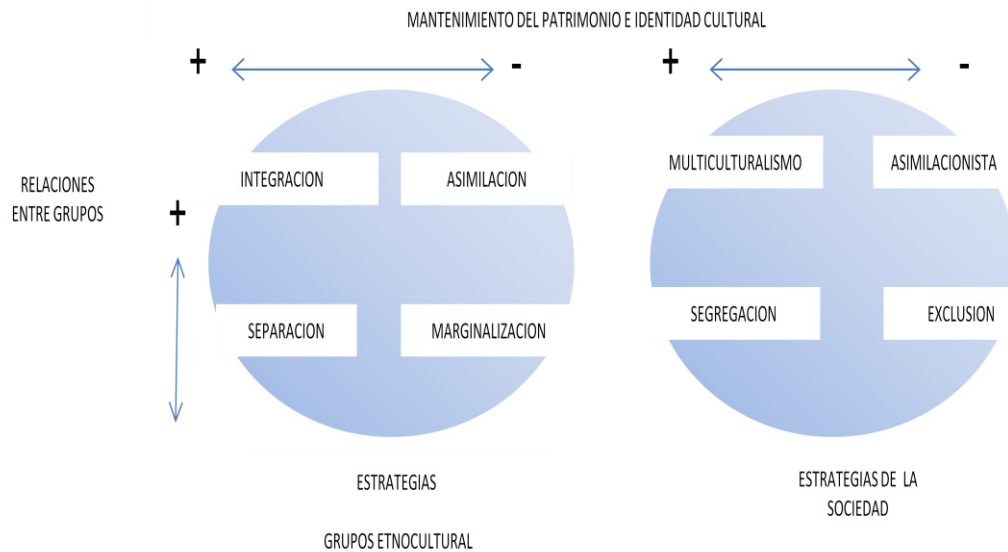 MANTENIMIENTO DEL PATRIMONIO E IDENTIDAD CULTURAL
+ - + -
INTEGRACION ASIMILACION
MULTICULTURALISMO ASIMILACIONISTA
RELACIONES
ENTRE GRUPOS
+
SEPARACION MARGINALIZACION
SEGREGACION EXCLUSION
ESTRATEGIAS
GRUPOS ETNOCULTURAL
ESTRATEGIAS DE LA
SOCIEDAD